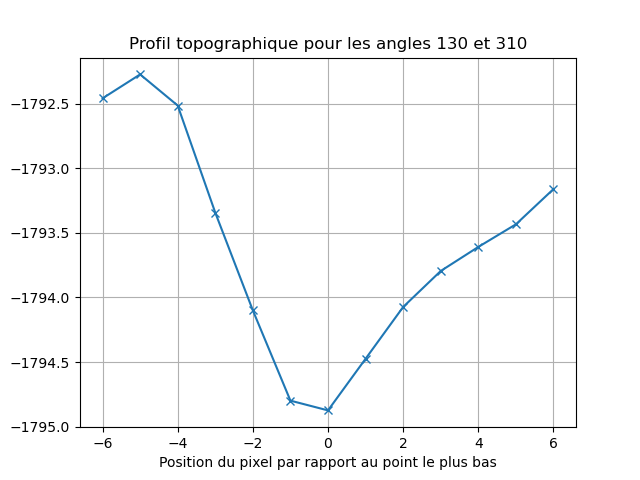 Profil topographique pour les angles 130 et 310
−1792.5
−1793.0
−1793.5
−1794.0
−1794.5
−1795.0
−6 −4 −2 0 2 4 6
Position du pixel par rapport au point le plus bas